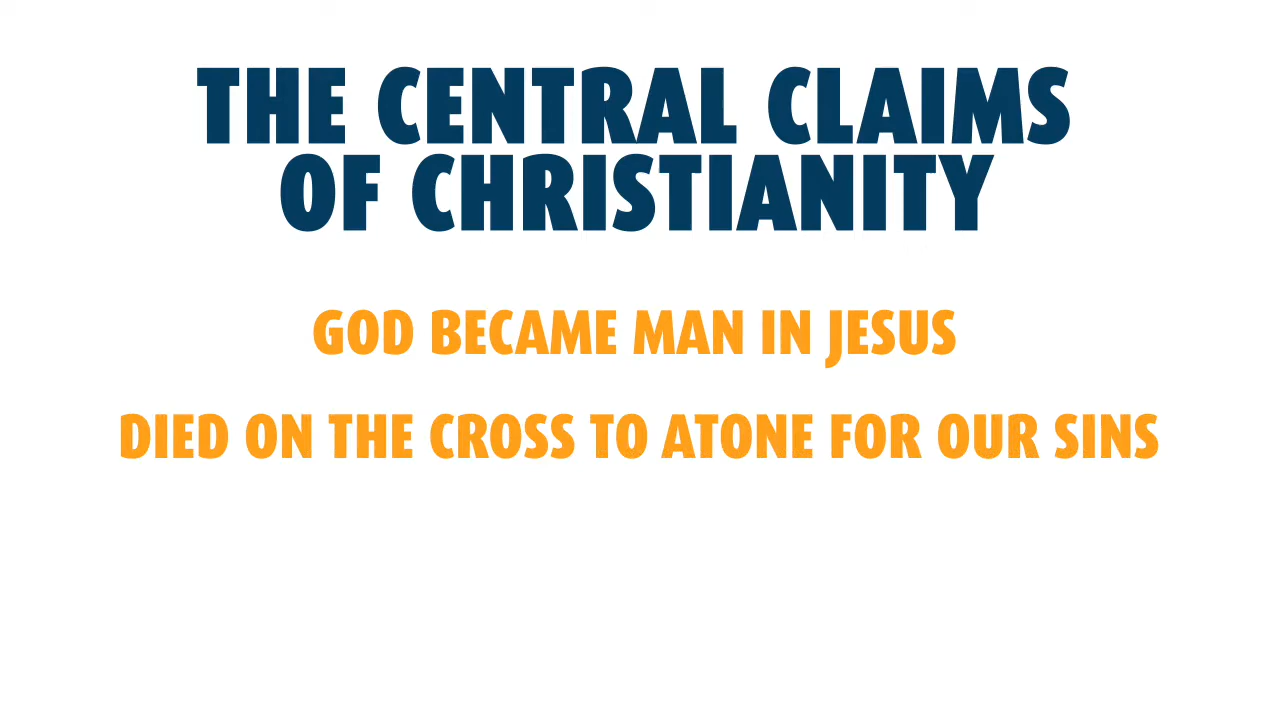 THE CENTRAL CLAIMS
OF CHRISTIANITY
GOD BECAME MAN IN JESUS
DIED ON THE CROSS TO ATONE FOR OUR SINS